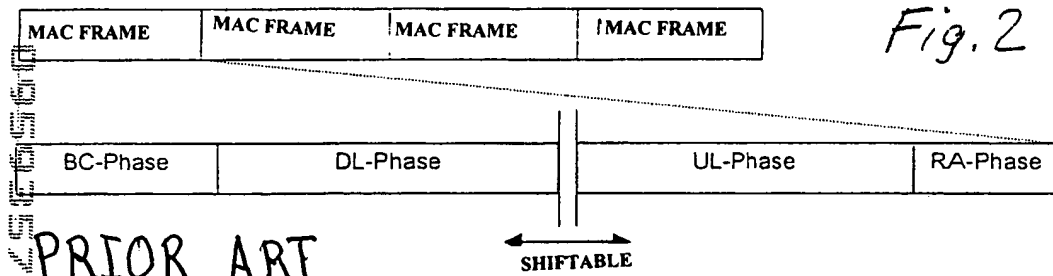 MAC FRAME MAC FRAME MAC FRAME MAC FRAME
Fig. 2
BC-Phase DL-Phase UL-Phase RA-Phase
SHIFTABLE
PRIOR ART